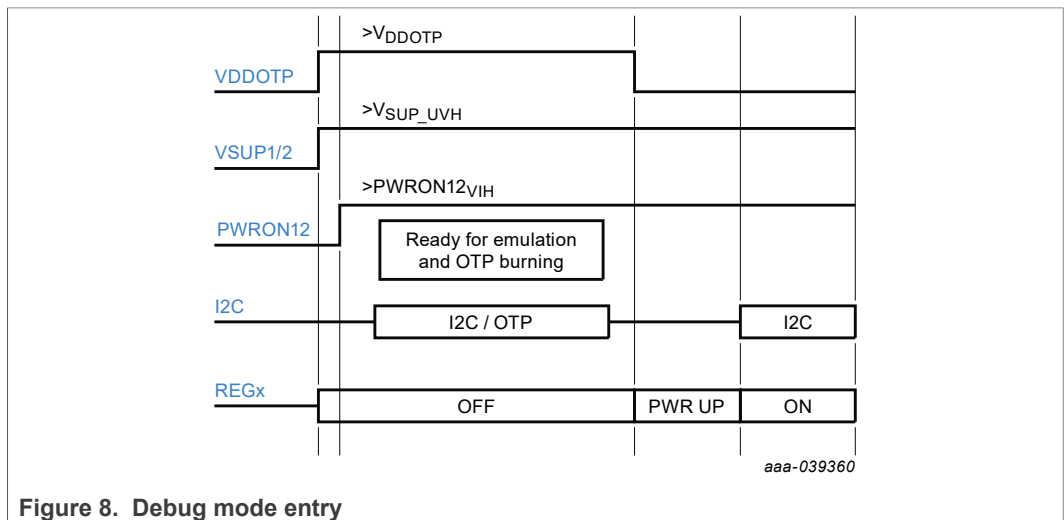 >VDDOTP
VDDOTP
>VSUP_UVH
VSUP1/2
>PWRON12VIH
PWRON12
Ready for emulation
and OTP burning
I2C
I2C / OTP
I2C
REGx
OFF
PWR UP
ON
aaa-039360
Figure 8. Debug mode entry